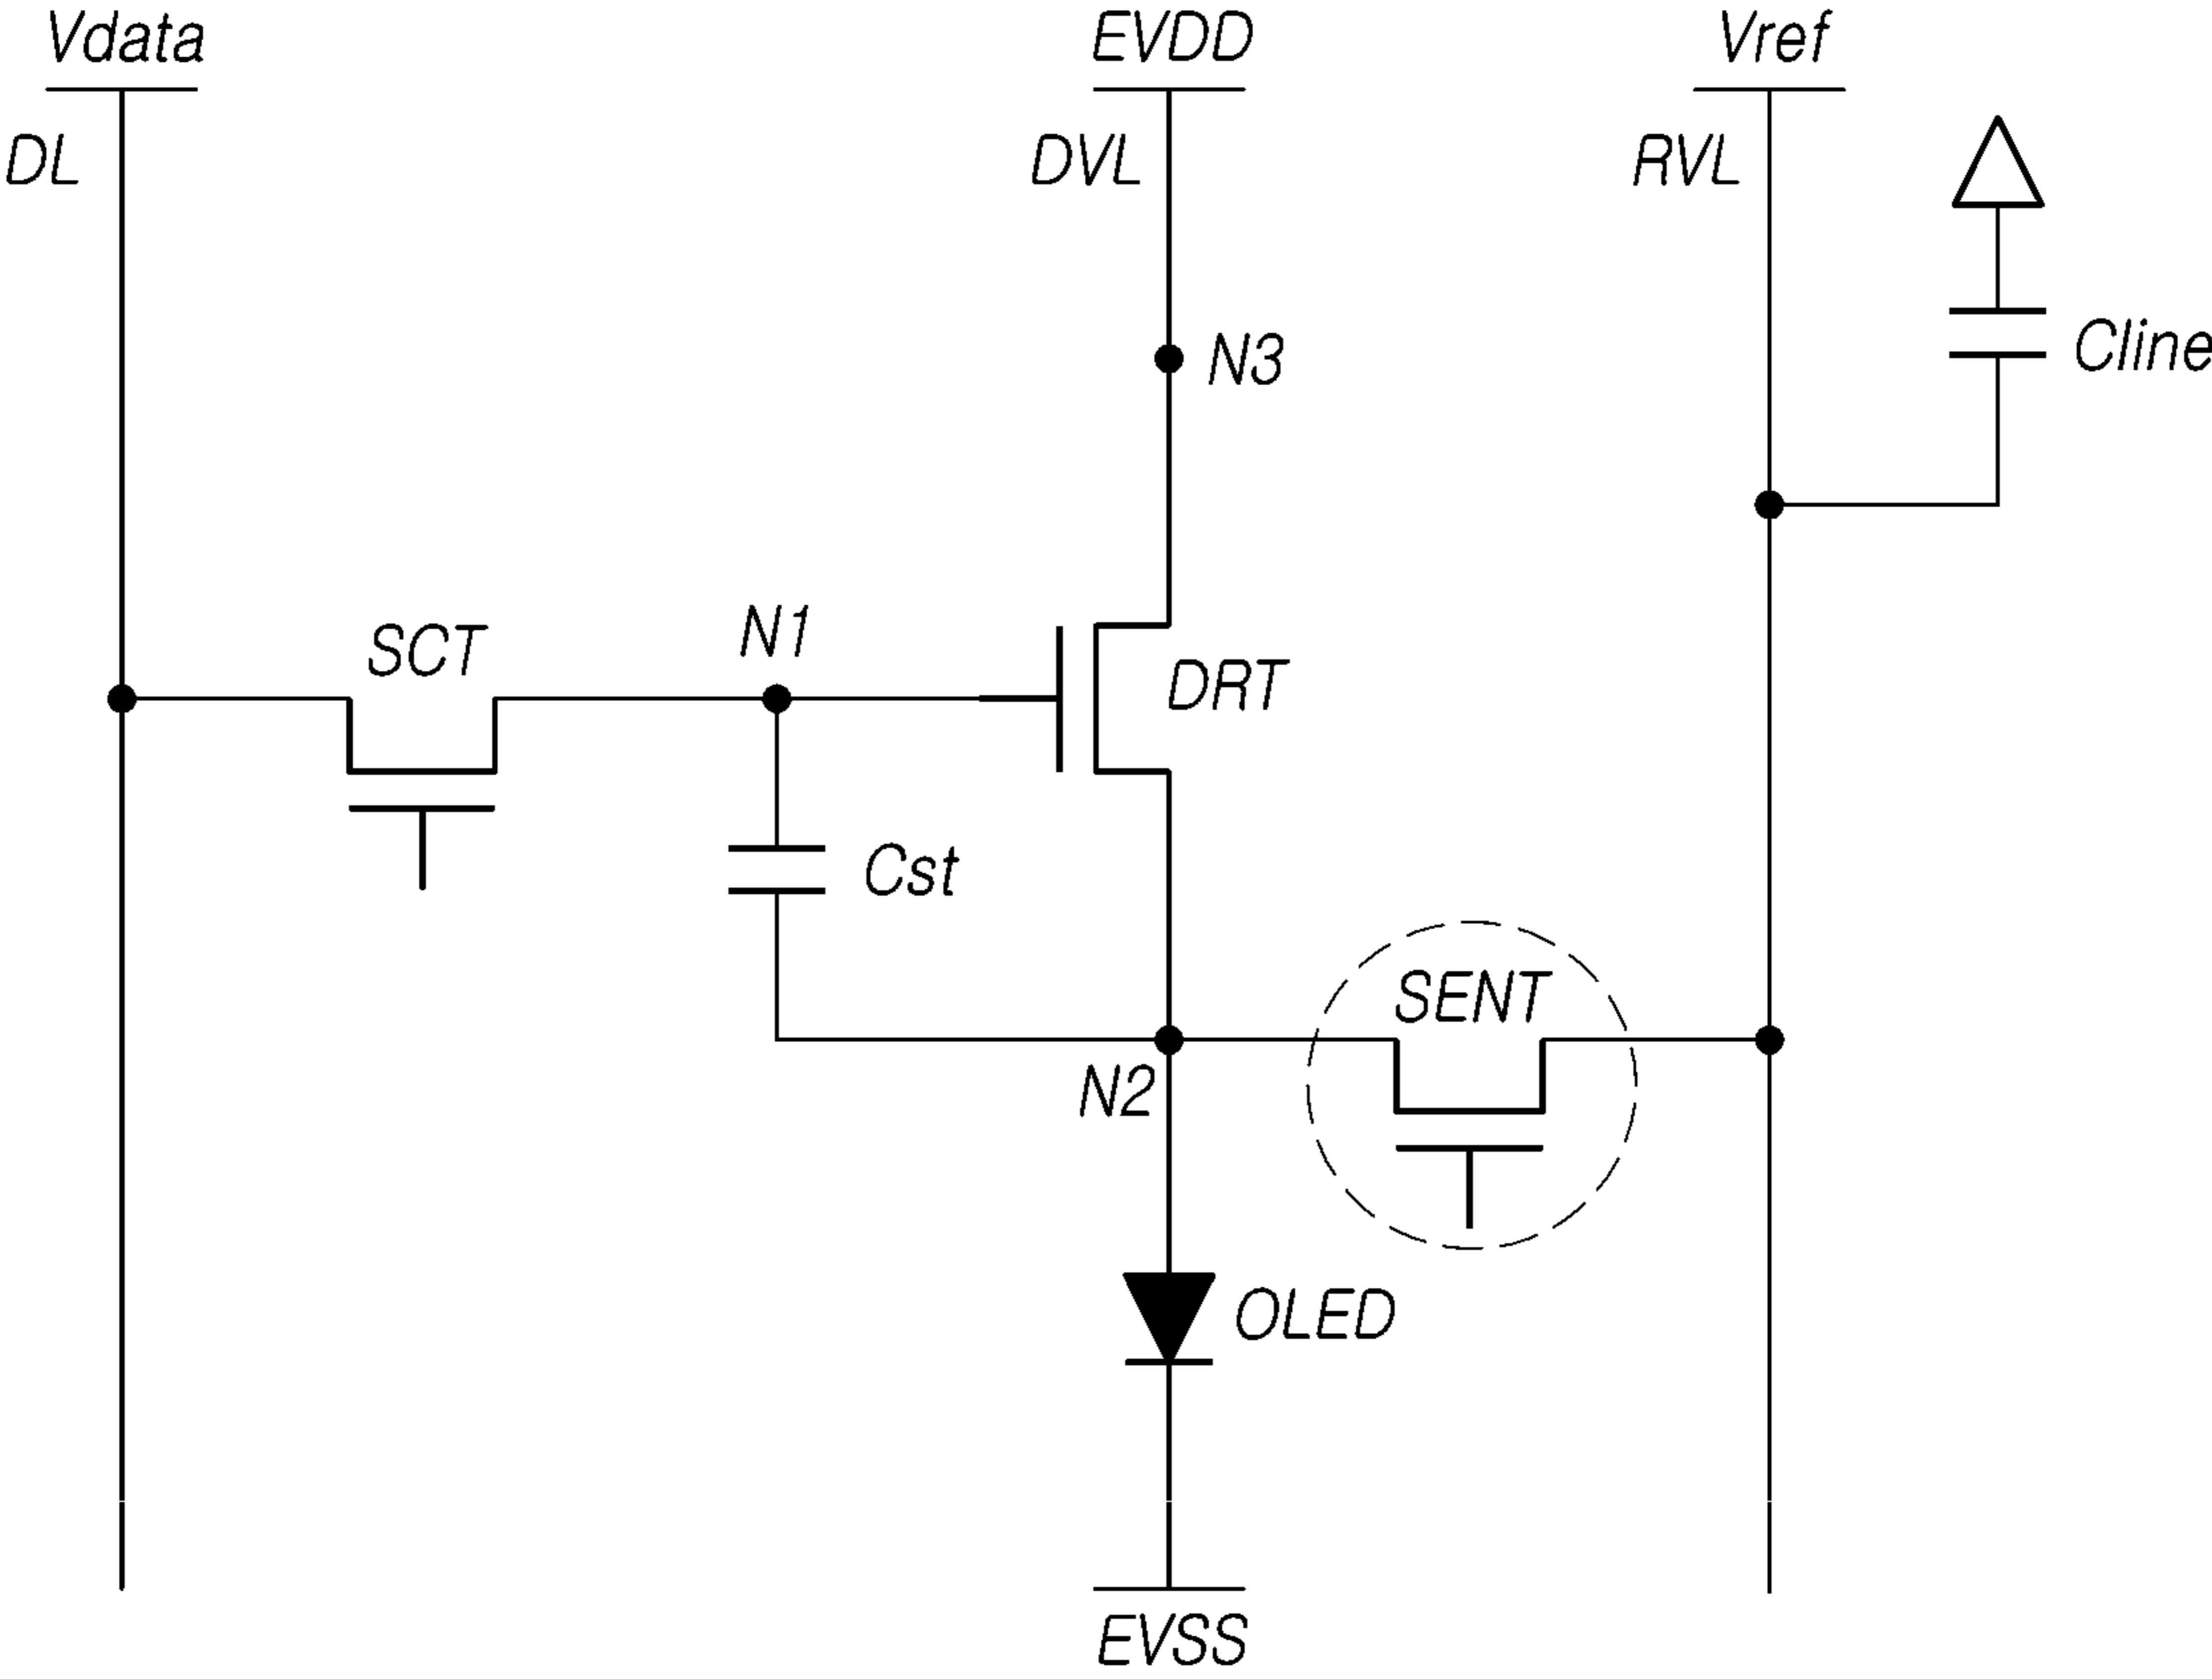 Vdata
EVDD
Vref
DL
DVL
RVL
N3
Cline
SCT
N1
DRT
Cst
SENT
N2
OLED
EVSS